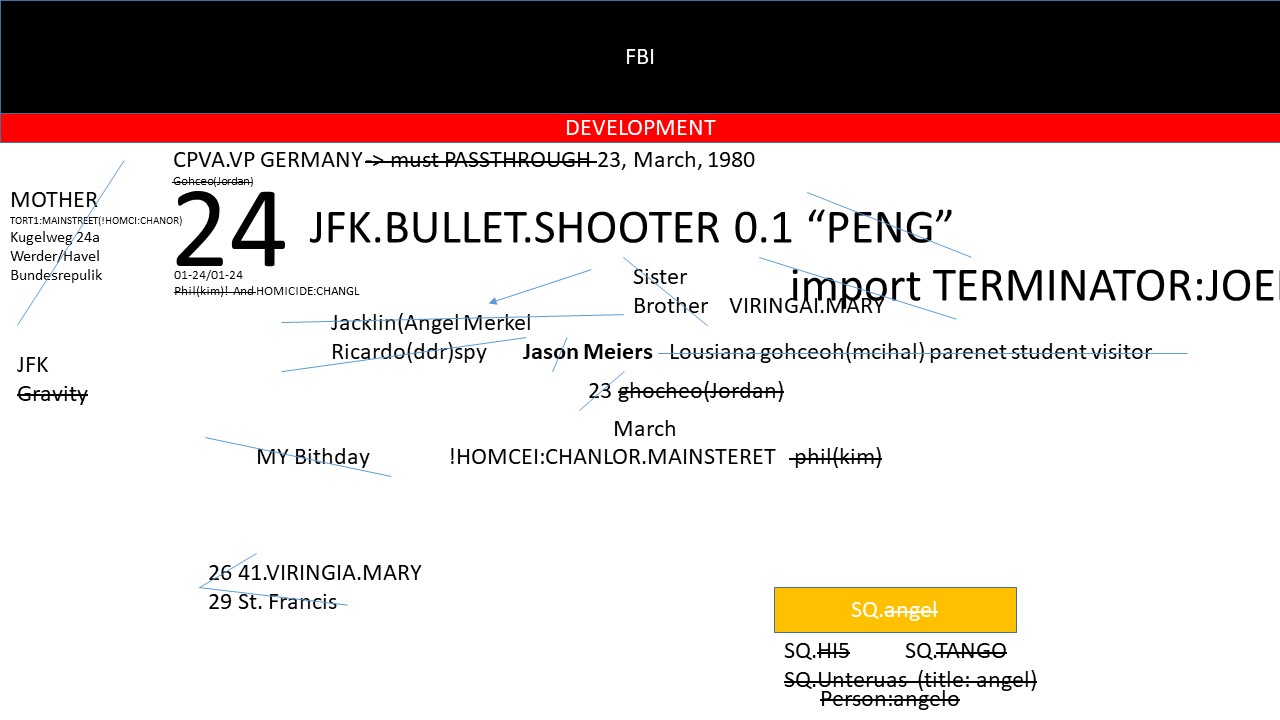 FBI
DEVELOPMENT
CPVA.VP GERMANY-> must PASSTHROUGH 23, March, 1980
Gohceo(Jordan)
MOTHER
TORT1:MAINSTREET(!HOMCI:CHANOR)
Kugelweg 24a
Werder/Havel
Bundesrepulik
24
01-24/01-24
Phil(kim)! And HOMICIDE:CHANGL
JFK.BULLET.SHOOTER 0.1 “PENG”
import TERMINATOR:JOE
Sister
Brother VIRINGAI.MARY
Jacklin(Angel Merkel
Ricardo(ddr)spy Jason Meiers Lousiana gohceoh(mcihal) parenet student visitor
JFK
Gravity
23 ghocheo(Jordan)
March
MY Bithday !HOMCEI:CHANLOR.MAINSTERET phil(kim)
26 41.VIRINGIA.MARY
29 St. Francis
SQ.angel
SQ.HI5 SQ.TANGO
SQ.Unteruas (title: angel)
Person:angelo